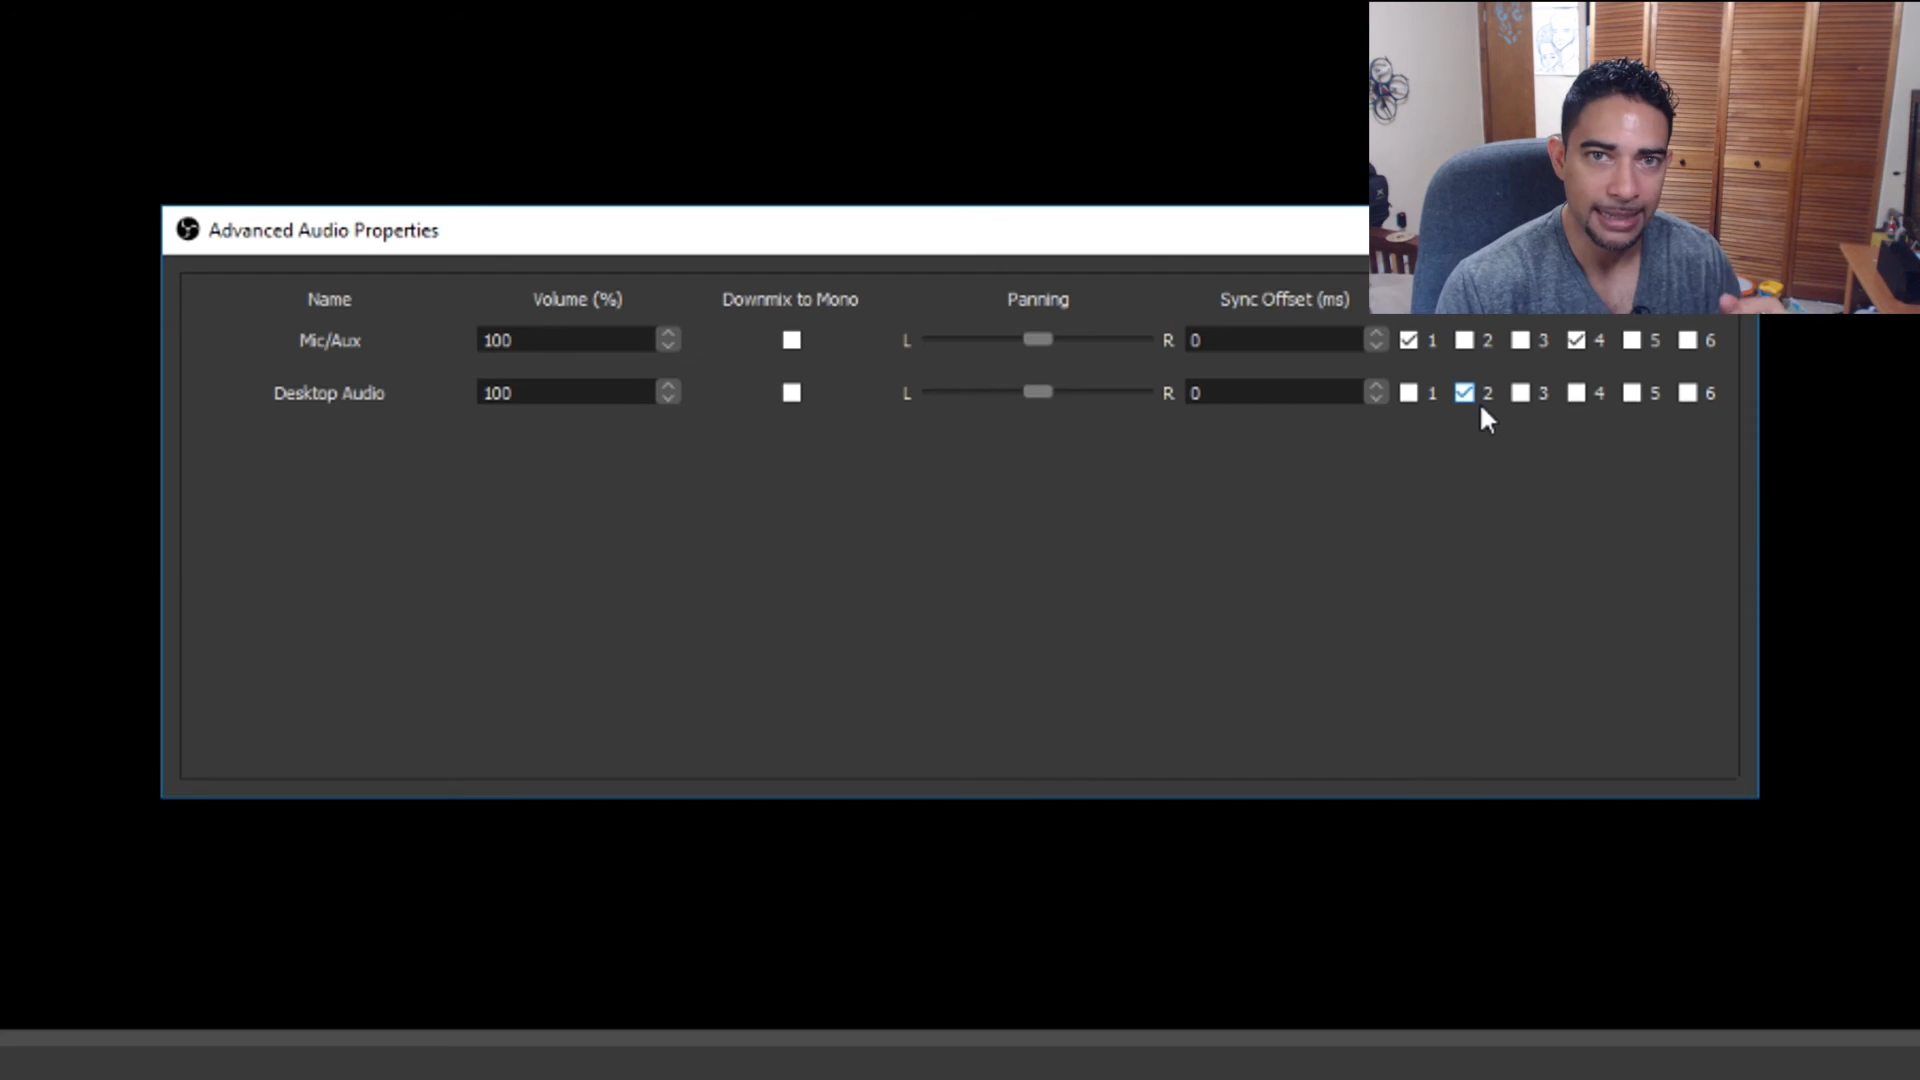 Advanced Audio Properties
Name Volume (%) Downmix to Mono Panning Sync Offset (ms)
Mic/Aux 100 L R 0 1 2 3 4 5 6
Desktop Audio 100 L R 0 1 2 3 4 5 6